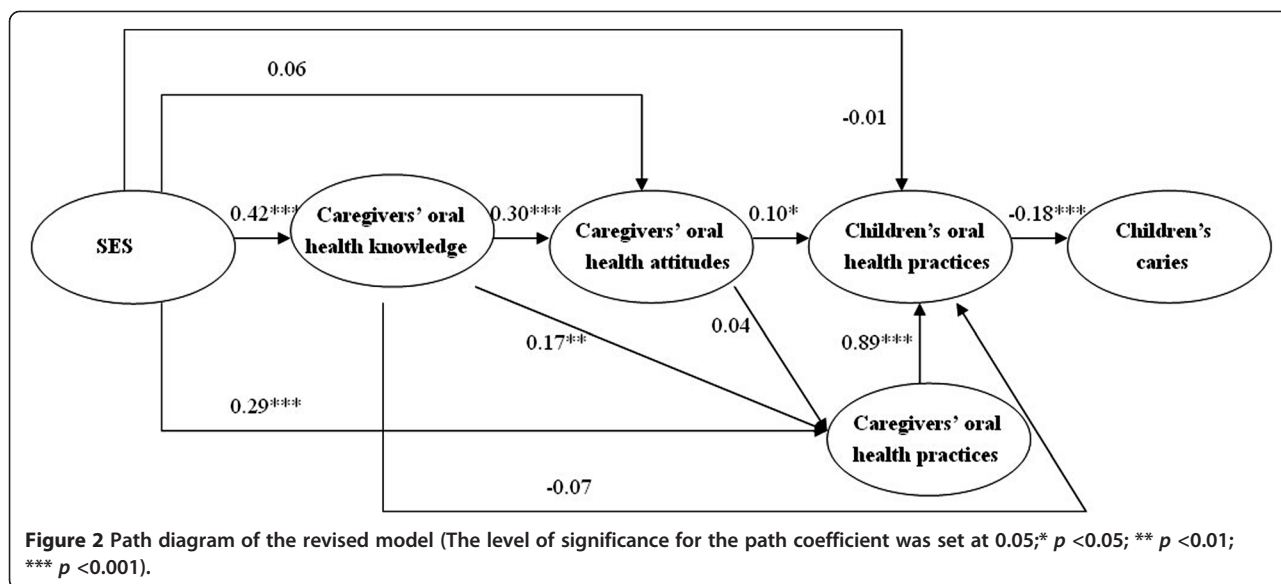 0.06
-0.01
SES
0.42***
Caregivers' oral
health knowledge
0.30***
Caregivers' oral
health attitudes
0.10*
Children's oral
health practices
-0.18***
Children's
caries
0.17**
0.04
0.89***
0.29***
Caregivers' oral
health practices
-0.07
Figure 2 Path diagram of the revised model (The level of significance for the path coefficient was set at 0.05;* p <0.05; ** p <0.01;
*** p <0.001).